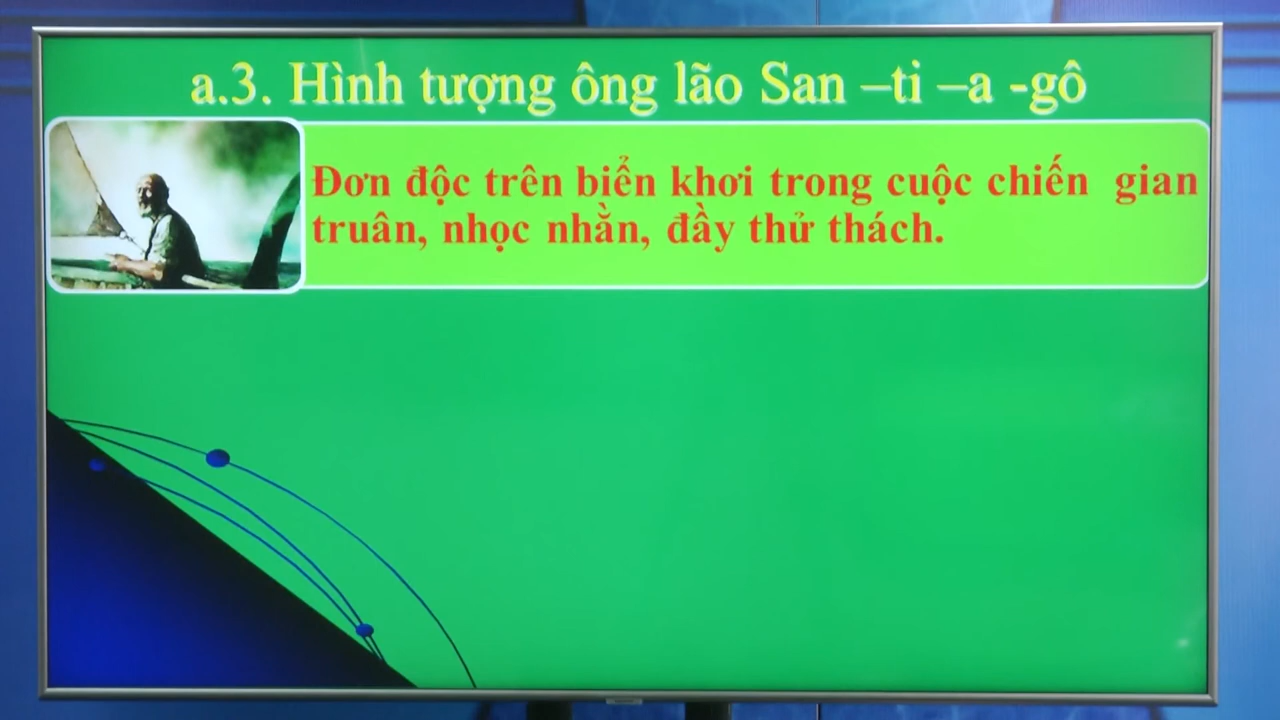 a.3. Hình tượng ông lão San –ti –a -gô
Đơn độc trên biển khơi trong cuộc chiến gian
truân, nhọc nhằn, đầy thử thách.